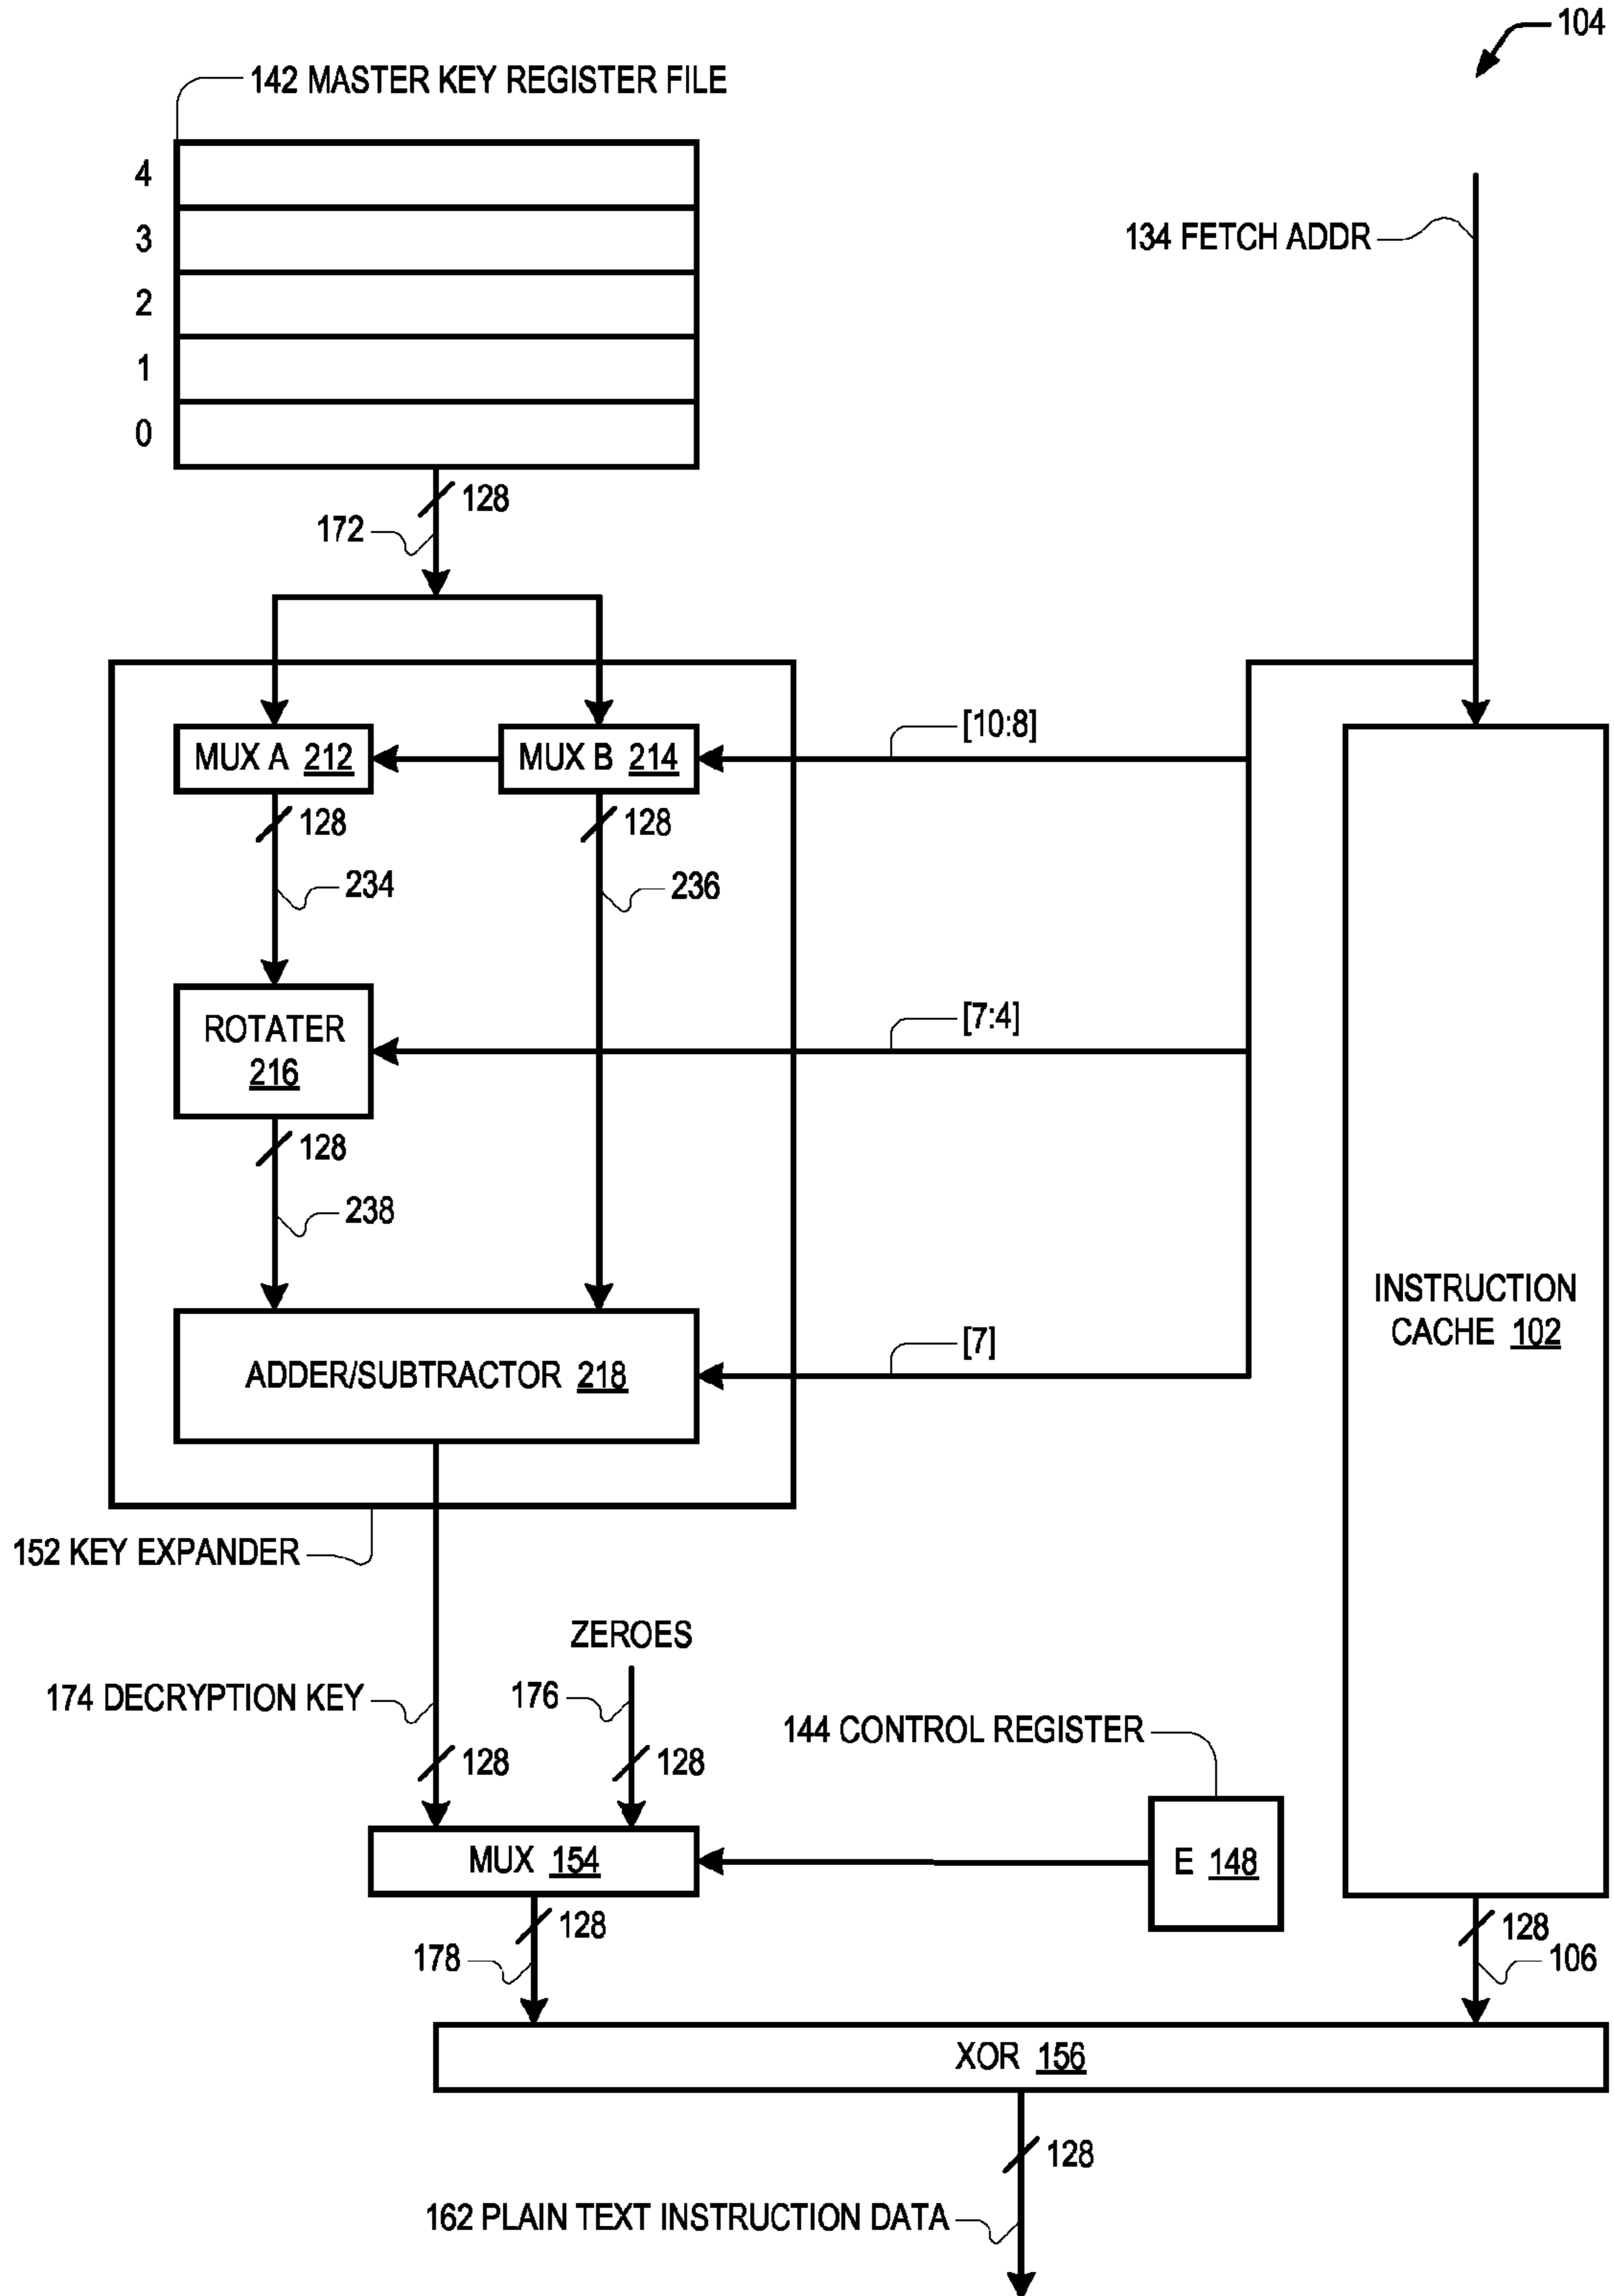 104
142 MASTER KEY REGISTER FILE
4
3
2
1
0
134 FETCH ADDR
128
172
MUX A 212
MUX B 214
[10:8]
128
128
234
236
ROTATER
216
[7:4]
128
238
INSTRUCTION
CACHE 102
ADDER/SUBTRACTOR 218
[7]
152 KEY EXPANDER
ZEROES
174 DECRYPTION KEY
176
144 CONTROL REGISTER
128
128
MUX 154
E 148
128
178
128
106
XOR 156
128
162 PLAIN TEXT INSTRUCTION DATA